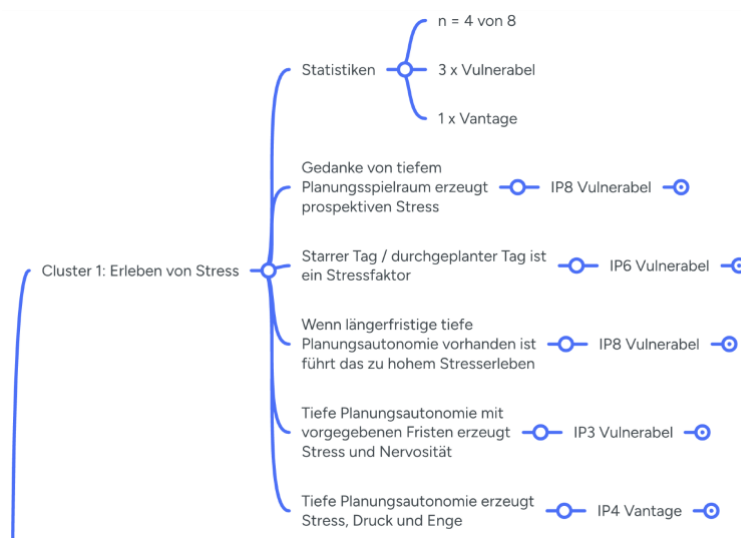 n = 4 von 8
Statistiken
3 x Vulnerabel
1 x Vantage
Gedanke von tiefem
Planungsspielraum erzeugt
prospektiven Stress
IP8 Vulnerabel
Cluster 1: Erleben von Stress
Starrer Tag / durchgeplanter Tag ist
ein Stressfaktor
IP6 Vulnerabel
Wenn längerfristige tiefe
Planungsautonomie vorhanden ist
führt das zu hohem Stresserleben
IP8 Vulnerabel
Tiefe Planungsautonomie mit
vorgegebenen Fristen erzeugt
Stress und Nervosität
IP3 Vulnerabel
Tiefe Planungsautonomie erzeugt
Stress, Druck und Enge
IP4 Vantage